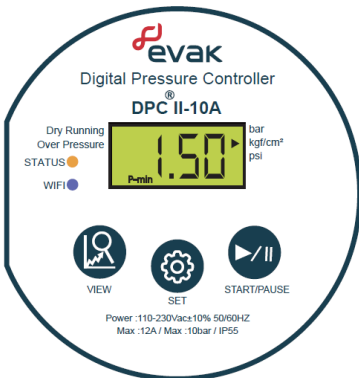 evak
Digital Pressure Controller
®
DPC II-10A
Dry Running
Over Pressure
STATUS
WIFI
P-min
1.50
bar
kgf/cm²
psi
VIEW
SET
START/PAUSE
Power :110-230Vac±10% 50/60HZ
Max :12A / Max :10bar / IP55